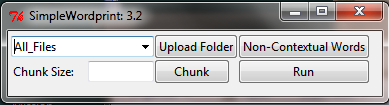 SimpleWordprint: 3.2
All_Files Upload Folder Non-Contextual Words
Chunk Size: Chunk Run